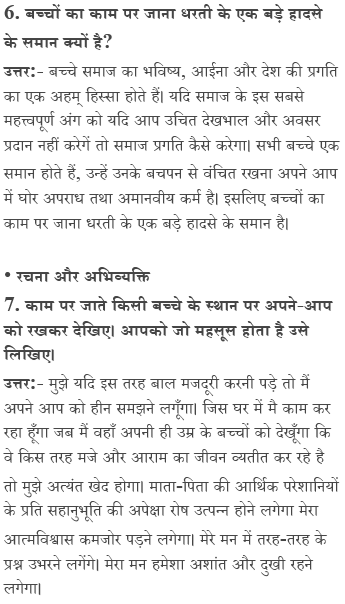 6. बच्चों का काम पर जाना धरती के एक बड़े हादसे
के समान क्यों है?
उत्तर:- बच्चे समाज का भविष्य, आईना और देश की प्रगति
का एक अहम् हिस्सा होते हैं। यदि समाज के इस सबसे
महत्त्वपूर्ण अंग को यदि आप उचित देखभाल और अवसर
प्रदान नहीं करेगें तो समाज प्रगति कैसे करेगा। सभी बच्चे एक
समान होते हैं, उन्हें उनके बचपन से वंचित रखना अपने आप
में घोर अपराध तथा अमानवीय कर्म है। इसलिए बच्चों का
काम पर जाना धरती के एक बड़े हादसे के समान है।
• रचना और अभिव्यक्ति
7. काम पर जाते किसी बच्चे के स्थान पर अपने-आप
को रखकर देखिए। आपको जो महसूस होता है उसे
लिखिए।
उत्तर:- मुझे यदि इस तरह बाल मजदूरी करनी पड़े तो मैं
अपने आप को हीन समझने लगूँगा। जिस घर में मै काम कर
रहा हूँगा जब मैं वहाँ अपनी ही उम्र के बच्चों को देखूँगा कि
वे किस तरह मजे और आराम का जीवन व्यतीत कर रहे है
तो मुझे अत्यंत खेद होगा। माता-पिता की आर्थिक परेशानियों
के प्रति सहानुभूति की अपेक्षा रोष उत्पन्न होने लगेगा मेरा
आत्मविश्वास कमजोर पड़ने लगेगा। मेरे मन में तरह-तरह के
प्रश्न उभरने लगेंगे। मेरा मन हमेशा अशांत और दुखी रहने
लगेगा।